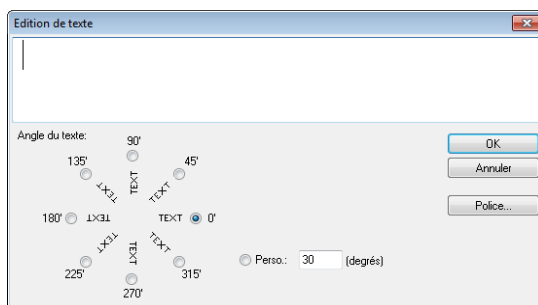 Edition de texte
Angle du texte:
90'
135'
45'
TEXT
TEXT
TEXT
180'
TEXT
TEXT
0'
TEXT
TEXT
TEXT
225'
315'
270'
OK
Annuler
Police...
Perso.: 30 (degrés)